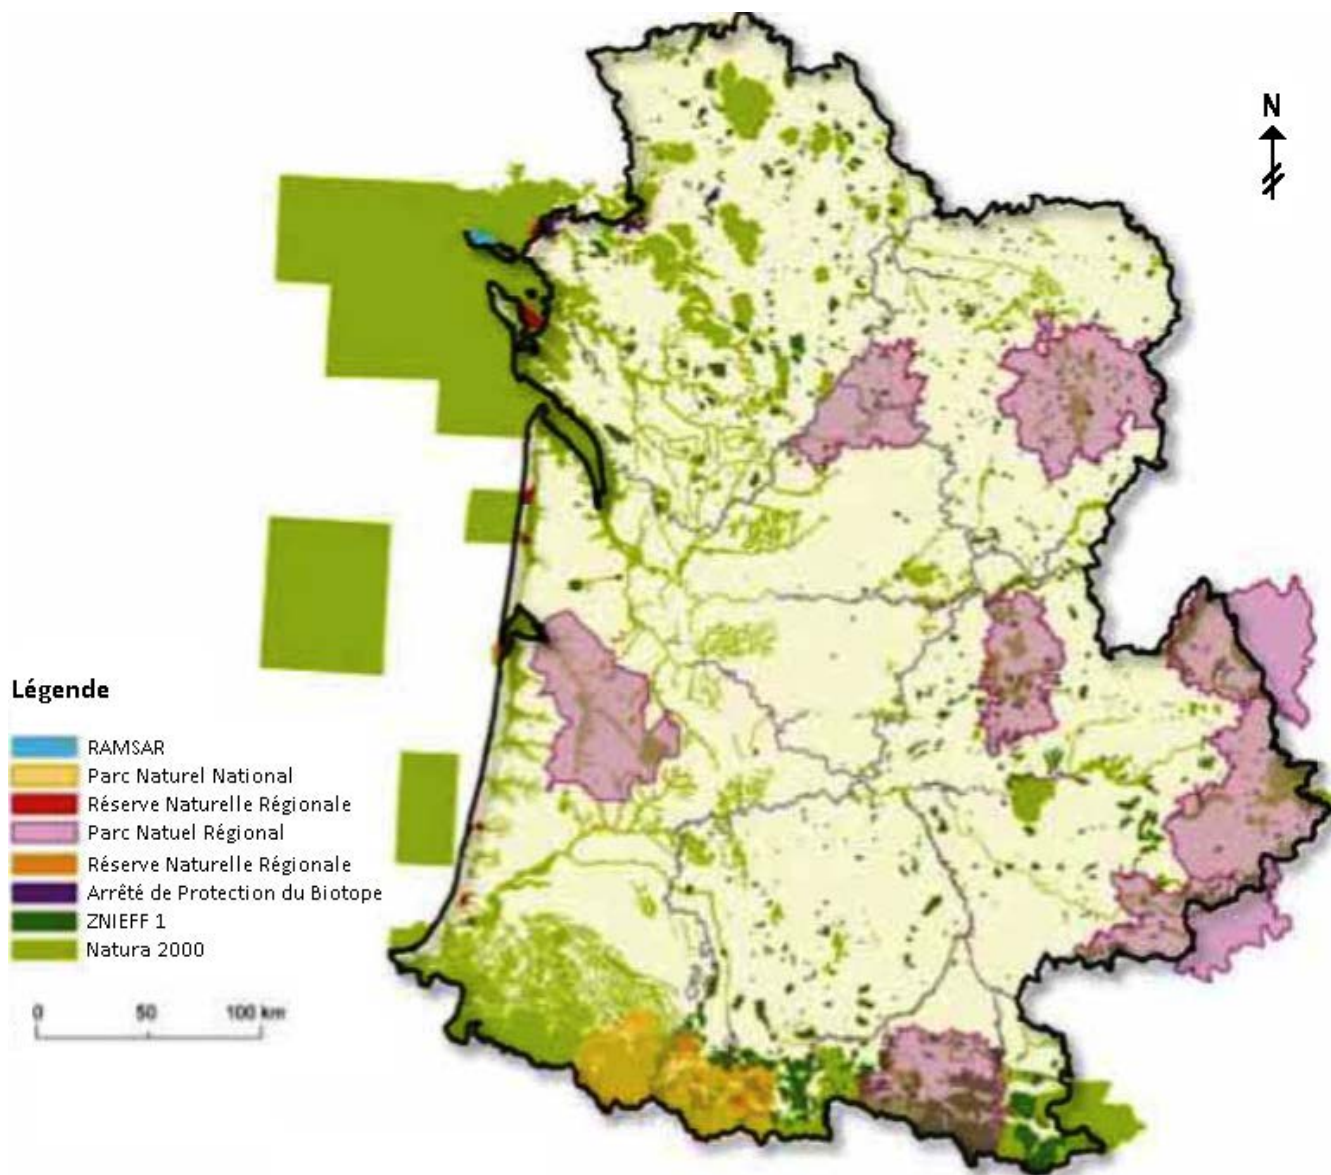 N
Légende
RAMSAR
Parc Naturel National
Réserve Naturelle Régionale
Parc Natuel Régional
Réserve Naturelle Régionale
Arrêté de Protection du Biotope
ZNIEFF 1
Natura 2000
0 50 100 km